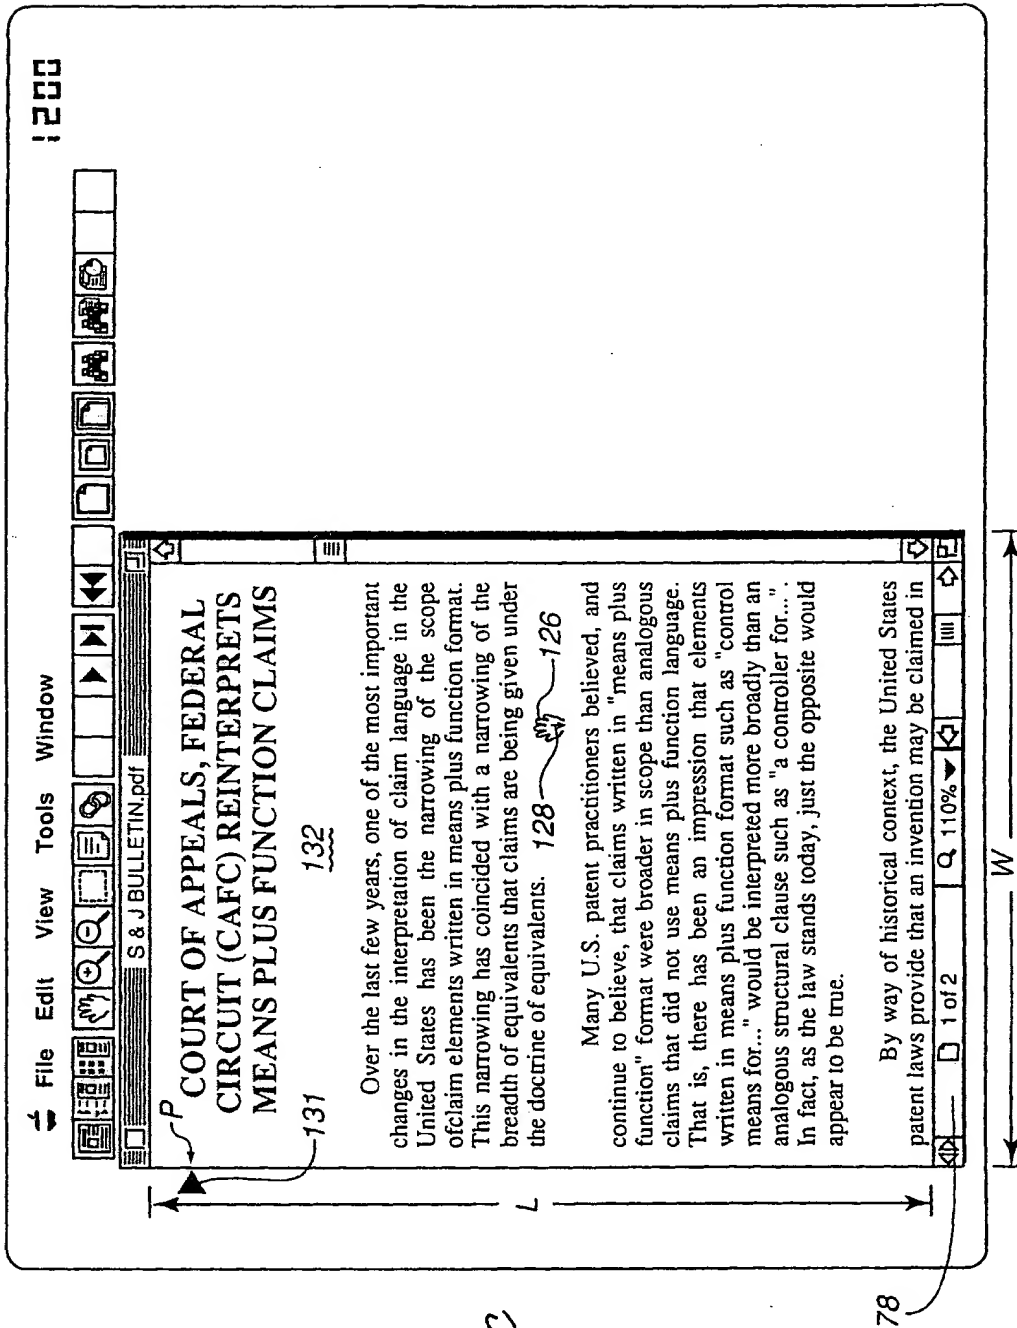 1200
File Edit View Tools Window
S & J BULLETIN.pdf
P
COURT OF APPEALS, FEDERAL
CIRCUIT (CAFC) REINTERPRETS
MEANS PLUS FUNCTION CLAIMS
131
132
Over the last few years, one of the most important
changes in the interpretation of claim language in the
United States has been the narrowing of the scope
ofclaim elements written in means plus function format.
This narrowing has coincided with a narrowing of the
breadth of equivalents that claims are being given under
the doctrine of equivalents.
128
126
Many U.S. patent practitioners believed, and
continue to believe, that claims written in "means plus
function" format were broader in scope than analogous
claims that did not use means plus function language.
That is, there has been an impression that elements
written in means plus function format such as "control
means for..." would be interpreted more broadly than an
analogous structural clause such as "a controller for...".
In fact, as the law stands today, just the opposite would
appear to be true.
By way of historical context, the United States
patent laws provide that an invention may be claimed in
1 of 2
110%
L
W
78